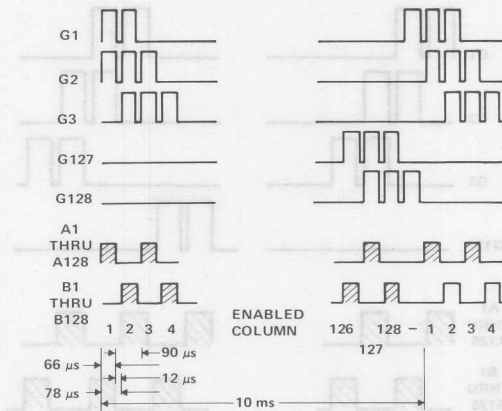 G1
G2
G3
G127
G128
A1
THRU
A128
B1
THRU
B128
ENABLED
COLUMN
1 2 3 4
126 128 – 1 2 3 4
127
90 μs
66 μs
12 μs
78 μs
10 ms